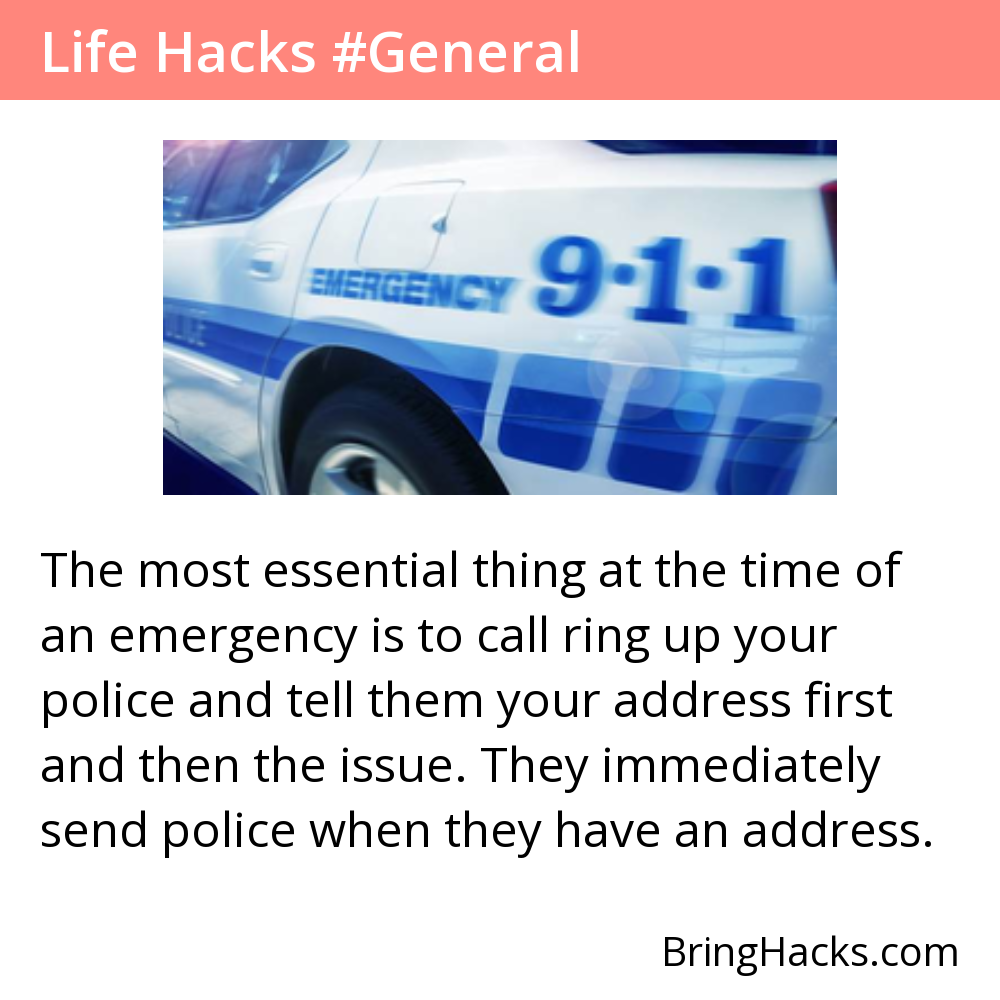 Life Hacks #General
EMERGENCY 9·1·1
The most essential thing at the time of
an emergency is to call ring up your
police and tell them your address first
and then the issue. They immediately
send police when they have an address.
BringHacks.com